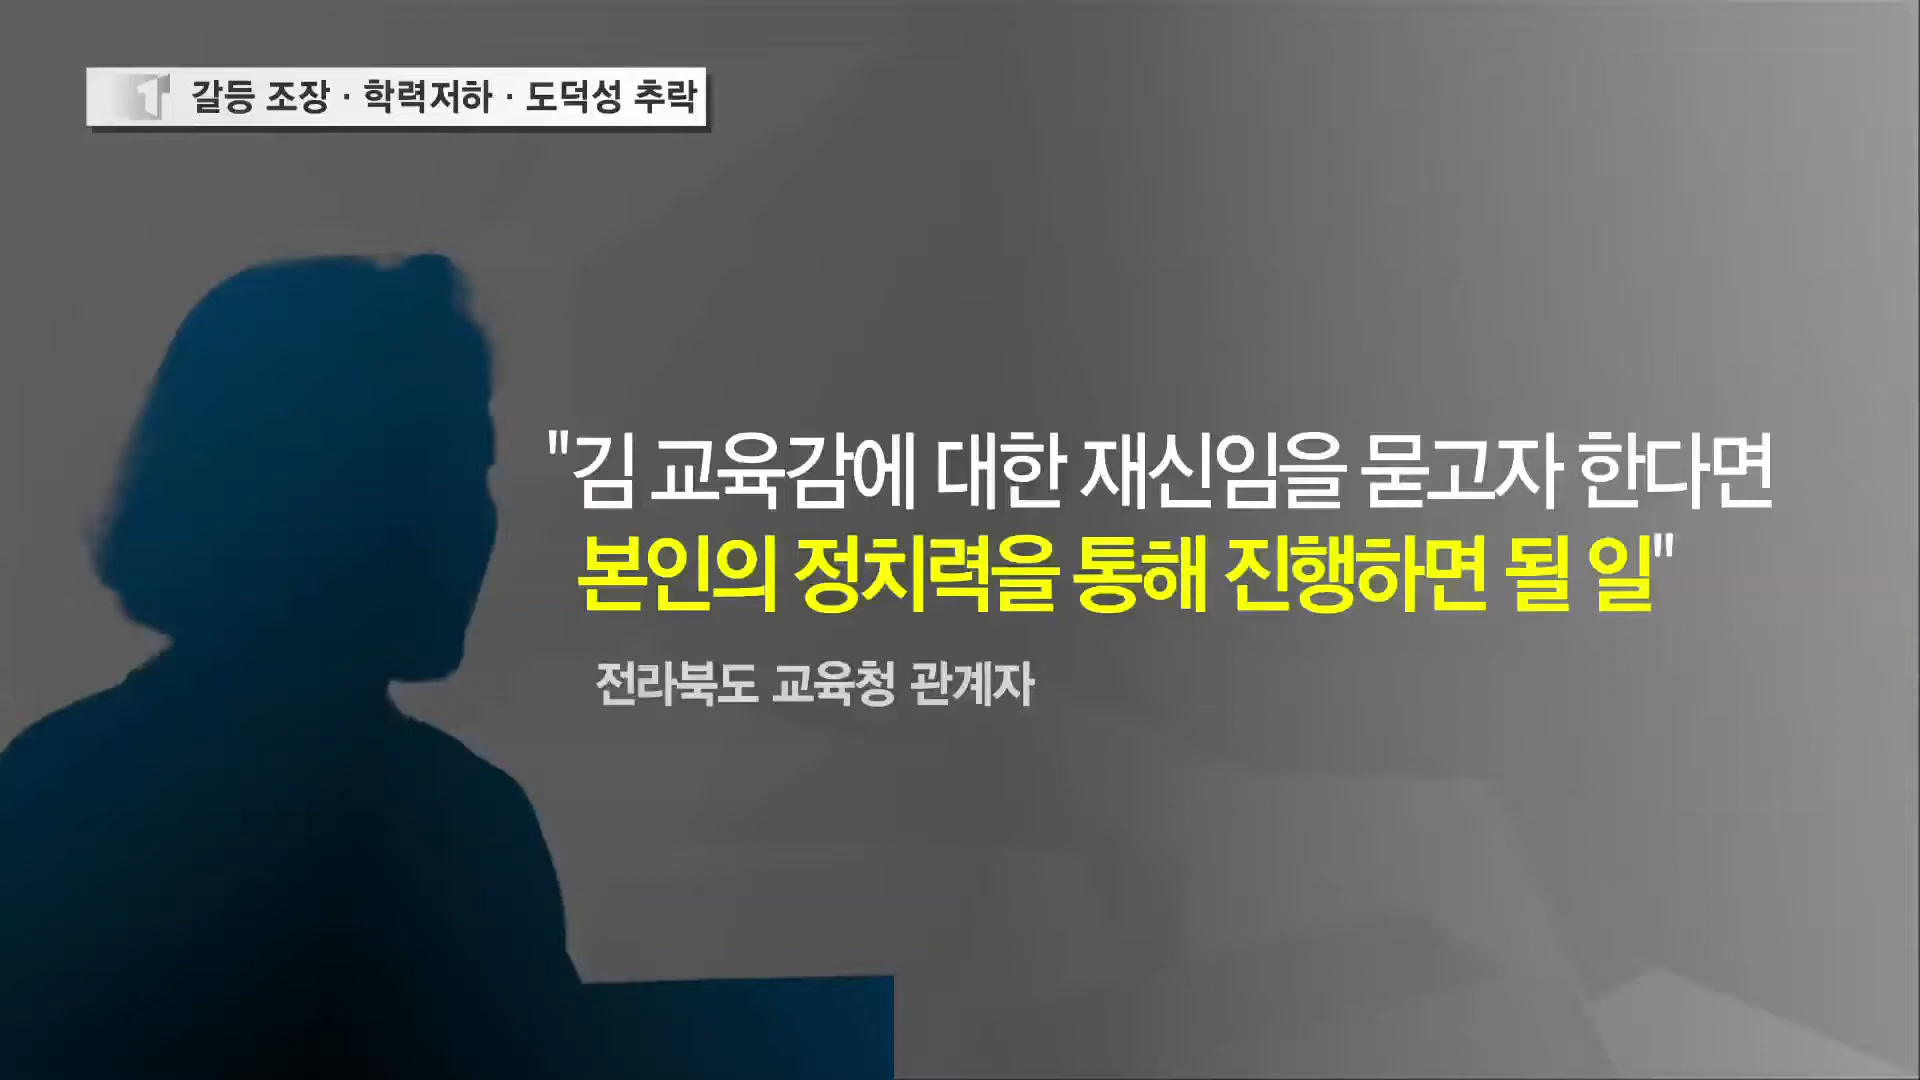 갈등 조장 · 학력저하 · 도덕성 추락
"김 교육감에 대한 재신임을 묻고자 한다면
본인의 정치력을 통해 진행하면 될 일"
전라북도 교육청 관계자